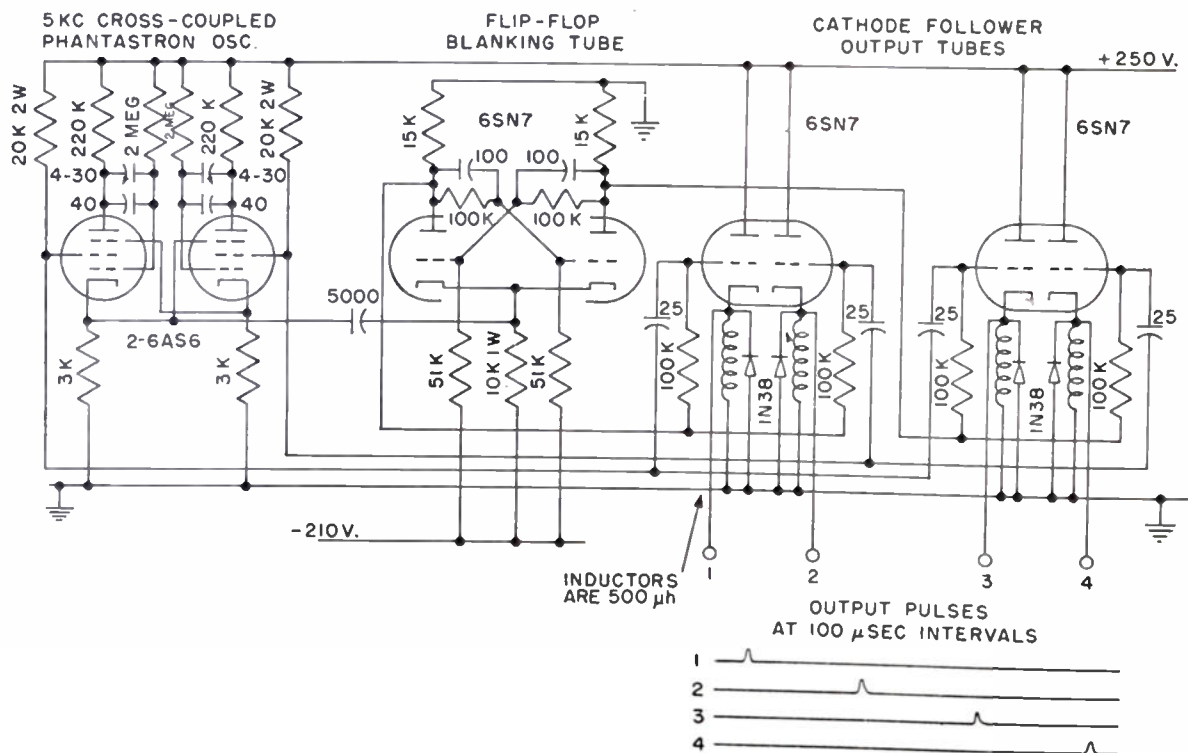 5KC CROSS-COUPLED
PHANTASTRON OSC.
FLIP-FLOP
BLANKING TUBE
CATHODE FOLLOWER
OUTPUT TUBES
+250 V.
20K 2W
220 K
2 MEG
2 MEG
220 K
20K 2W
15 K
6SN7
15 K
6SN7
4-30
4-30
100
100
40
40
100K
100K
5000
25
25
25
25
2-6AS6
3K
3K
51K
10K 1W
51K
100K
1N38
100K
100K
1N38
100K
-210 V.
INDUCTORS
ARE 500 μh
1
2
3
4
OUTPUT PULSES
AT 100 μSEC INTERVALS
1
2
3
4